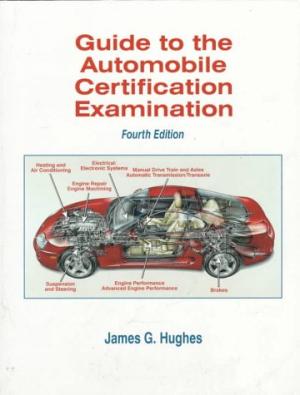 Guide to the
Automobile
Certification
Examination
Fourth Edition
Heating and
Air Conditioning
Electrical/
Electronic Systems
Manual Drive Train and Axles
Automatic Transmission/Transaxle
Engine Repair
Engine Machining
Suspension
and Steering
Engine Performance
Advanced Engine Performance
Brakes
James G. Hughes